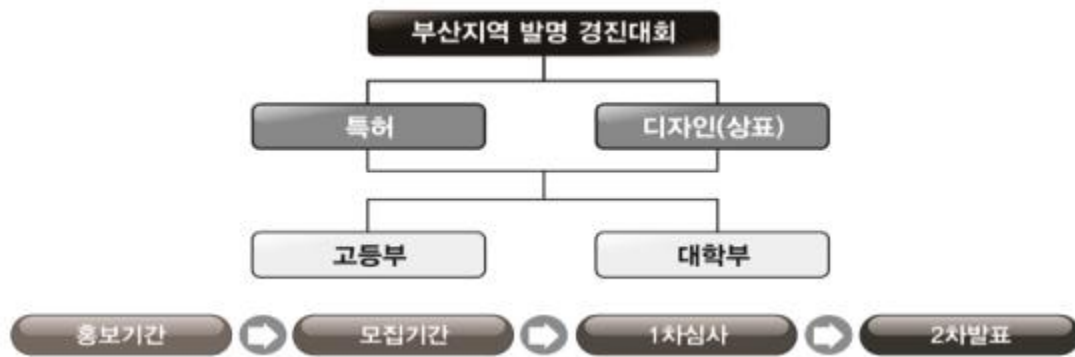 부산지역 발명 경진대회
특허 디자인(상표)
고등부 대학부
홍보기간 모집기간 1차심사 2차발표